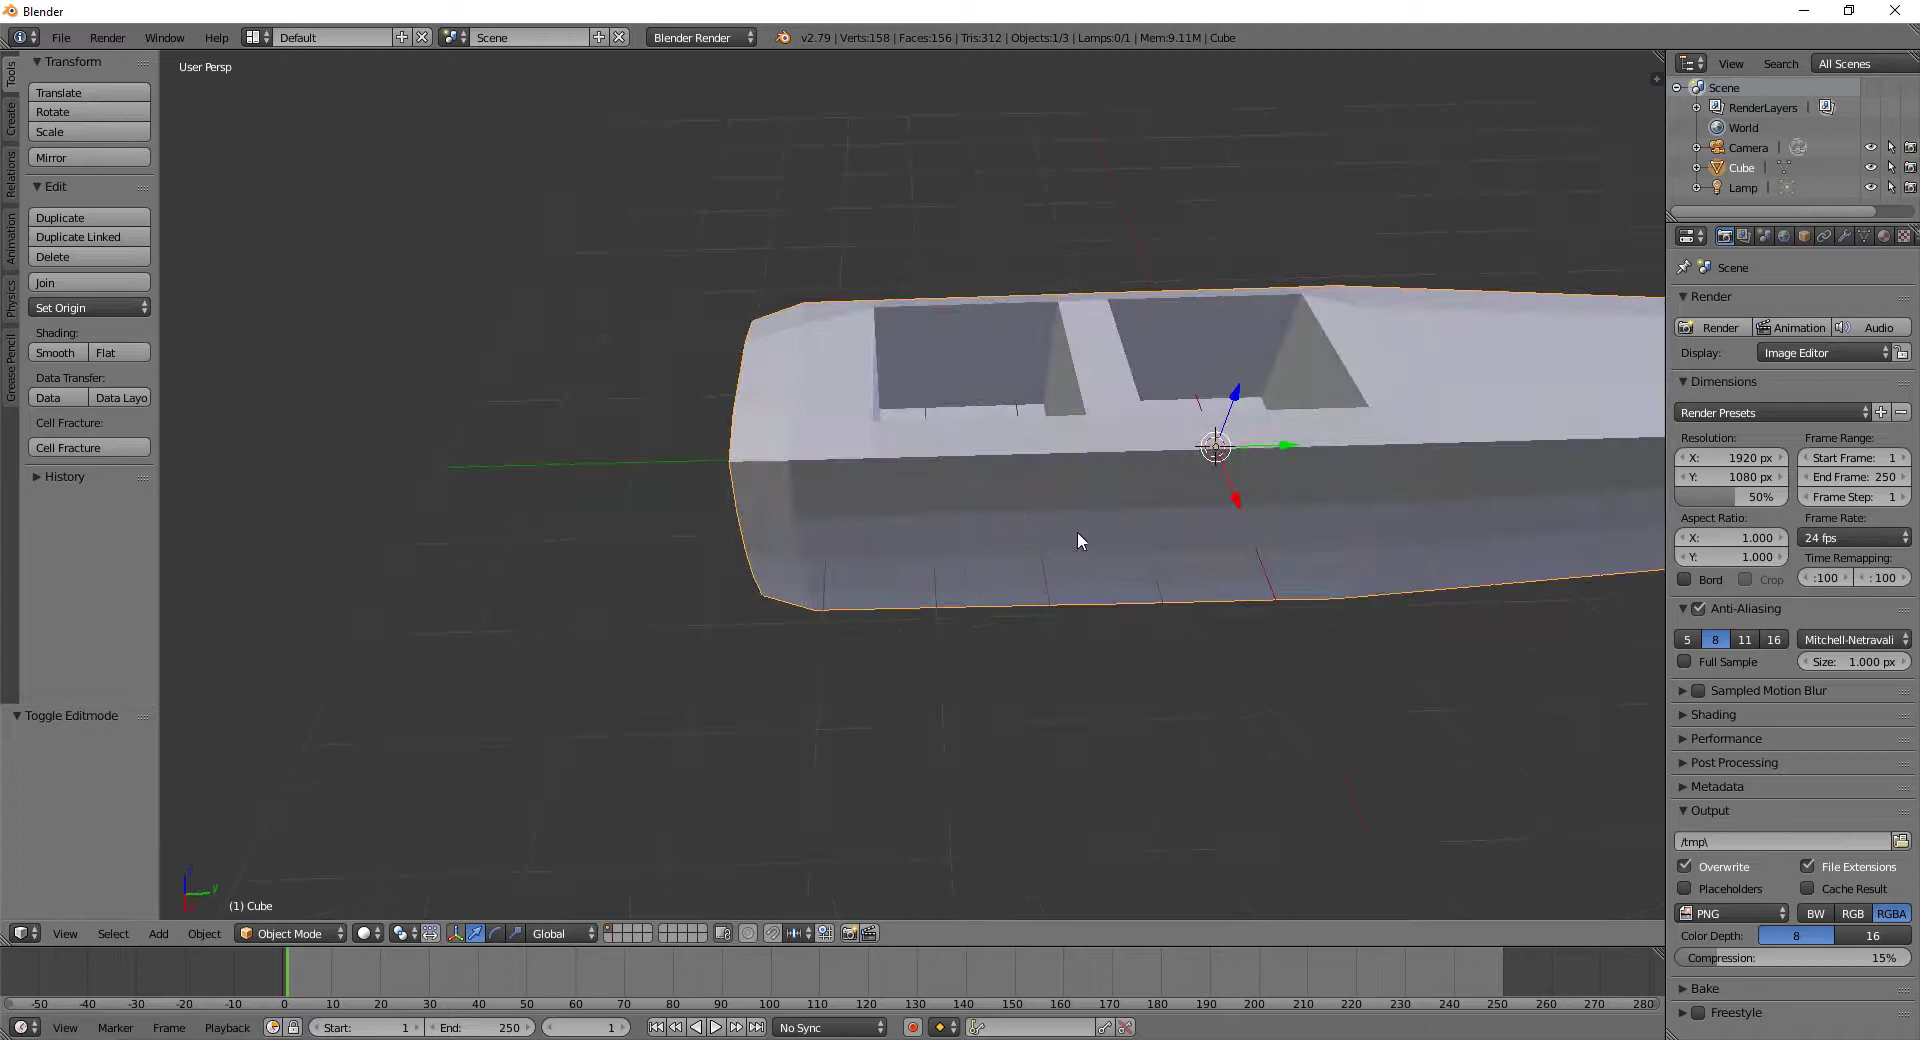 Blender
File Render Window Help Default Scene Blender Render v2.79 | Verts:158 | Faces:156 | Tris:312 | Objects:1/3 | Lamps:0/1 | Mem:9.11M | Cube
Tools
Create
Relations
Animation
Physics
Grease Pencil
Transform
Translate
Rotate
Scale
Mirror
Edit
Duplicate
Duplicate Linked
Delete
Join
Set Origin
Shading:
Smooth Flat
Data Transfer:
Data Data Layo
Cell Fracture:
Cell Fracture
History
Toggle Editmode
User Persp
y
(1) Cube
View Search All Scenes
Scene
RenderLayers
World
Camera
Cube
Lamp
Scene
Render
Render Animation Audio
Display: Image Editor
Dimensions
Render Presets
Resolution: Frame Range:
X: 1920 px Start Frame: 1
Y: 1080 px End Frame: 250
50% Frame Step: 1
Aspect Ratio: Frame Rate:
X: 1.000 24 fps
Y: 1.000 Time Remapping:
Bord Crop :100 : 100
Anti-Aliasing
5 8 11 16 Mitchell-Netravali
Full Sample Size: 1.000 px
Sampled Motion Blur
Shading
Performance
Post Processing
Metadata
Output
/tmp\
Overwrite File Extensions
Placeholders Cache Result
PNG BW RGB RGBA
Color Depth: 8 16
Compression: 15%
Bake
Freestyle
View Select Add Object Object Mode Global
-50 -40 -30 -20 -10 0 10 20 30 40 50 60 70 80 90 100 110 120 130 140 150 160 170 180 190 200 210 220 230 240 250 260 270 280
View Marker Frame Playback Start: 1 End: 250 1 No Sync